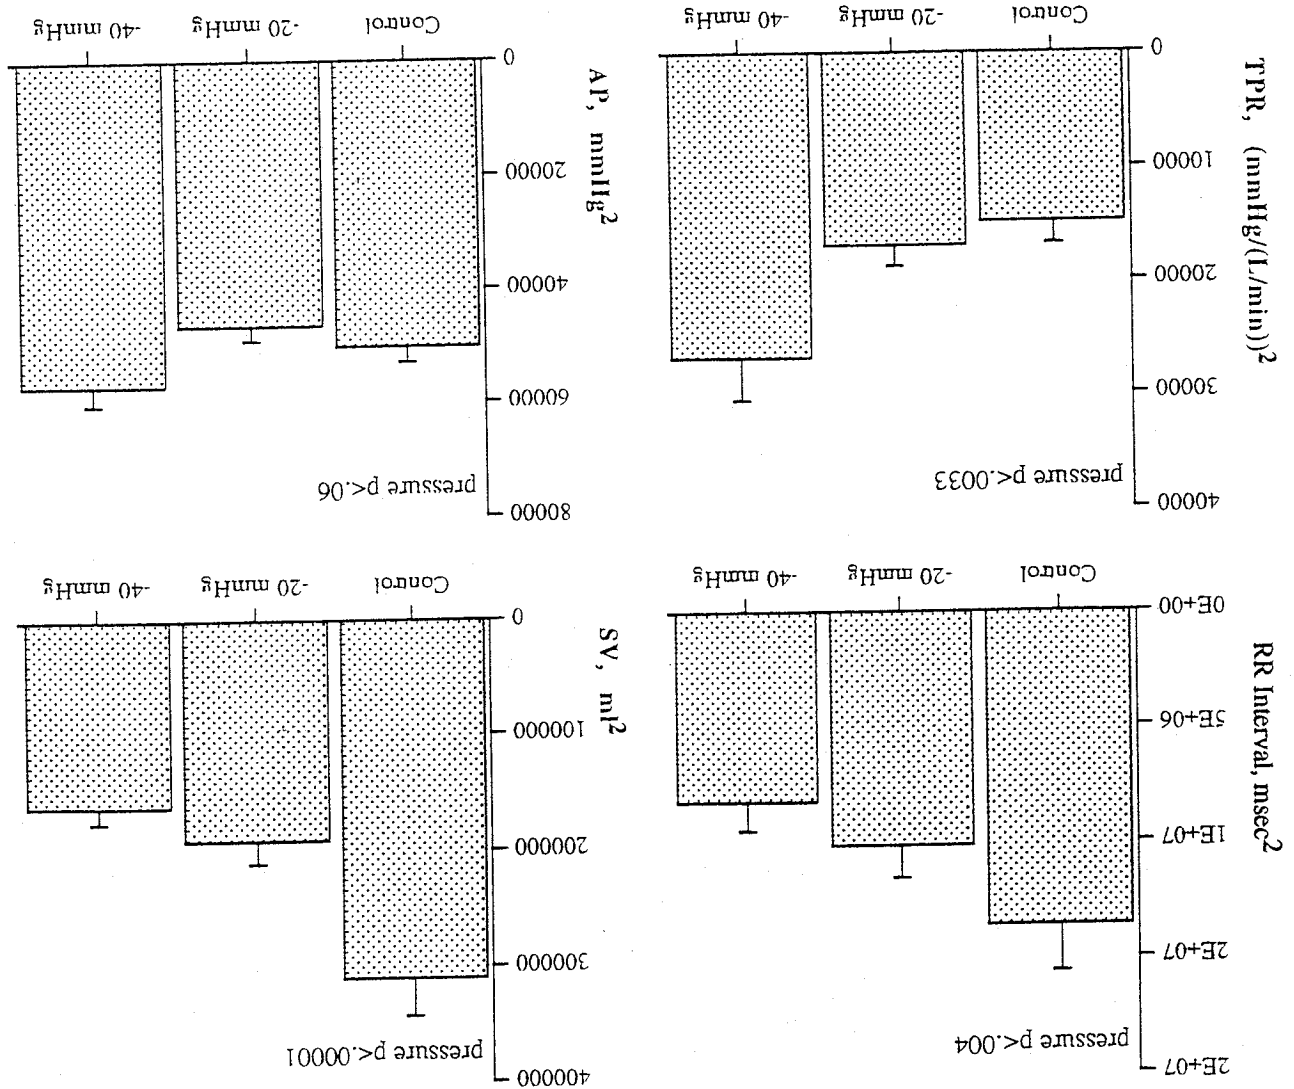 RR Interval, msec²
2E+07
2E+07
1E+07
5E+06
0E+00
pressure p<.004
Control
-20 mmHg
-40 mmHg
SV, ml²
400000
300000
200000
100000
0
pressure p<.00001
Control
-20 mmHg
-40 mmHg
TPR, (mmHg/(L/min))²
40000
30000
20000
10000
0
pressure p<.0033
Control
-20 mmHg
-40 mmHg
AP, mmHg²
80000
60000
40000
20000
0
pressure p<.06
Control
-20 mmHg
-40 mmHg